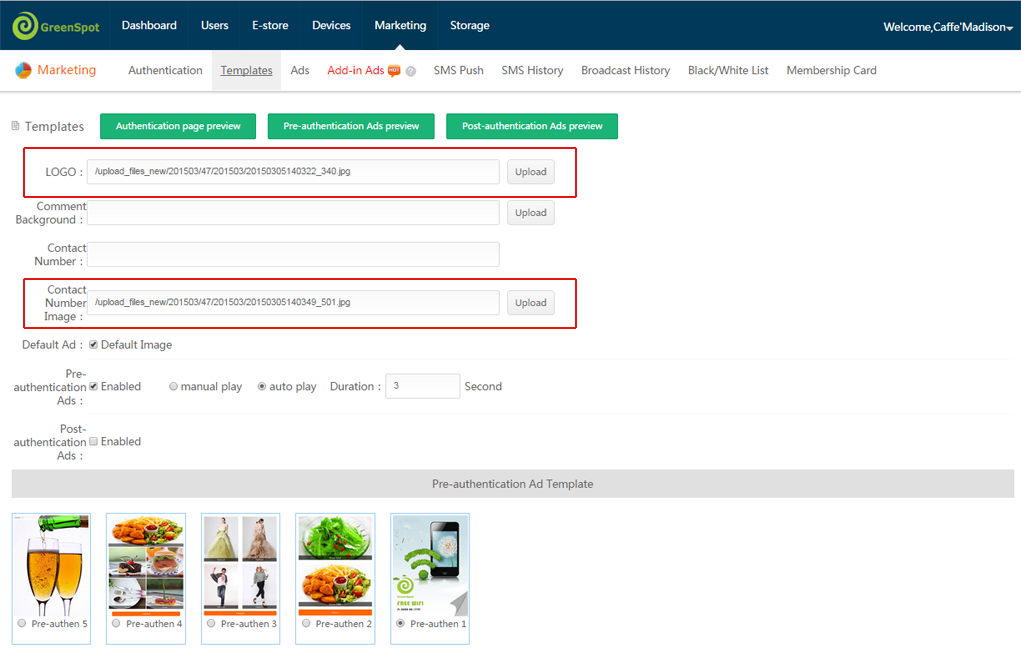 GreenSpot Dashboard Users E-store Devices Marketing Storage Welcome,Caffe'Madison
Marketing Authentication Templates Ads Add-in Ads HOT ? SMS Push SMS History Broadcast History Black/White List Membership Card
Templates Authentication page preview Pre-authentication Ads preview Post-authentication Ads preview
LOGO : /upload_files_new/201503/47/201503/20150305140322_340.jpg Upload
Comment
Background : Upload
Contact
Number :
Contact
Number
Image : /upload_files_new/201503/47/201503/20150305140349_501.jpg Upload
Default Ad : Default Image
Pre-
authentication Enabled manual play auto play Duration : 3 Second
Ads :
Post-
authentication Enabled
Ads :
Pre-authentication Ad Template
GreenSpot
FREE WIFI
Pre-authen 5 Pre-authen 4 Pre-authen 3 Pre-authen 2 Pre-authen 1